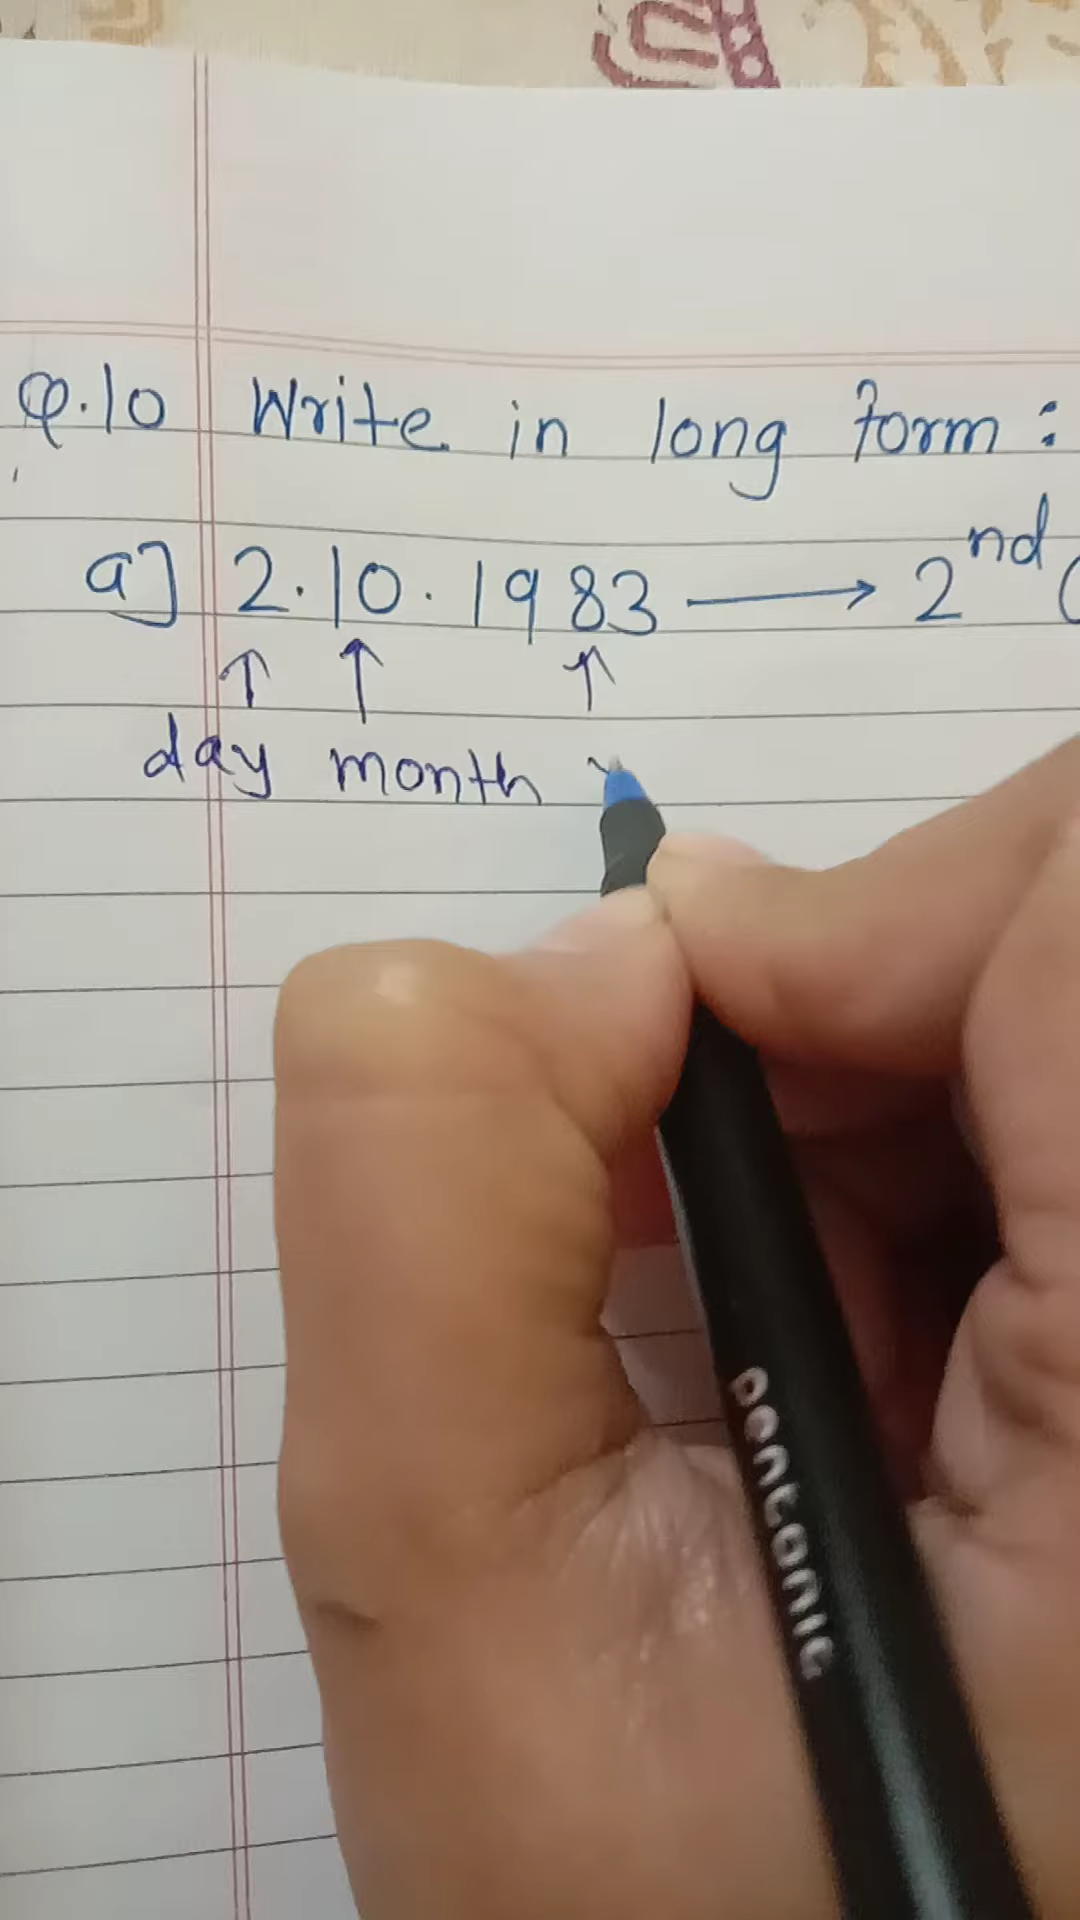 Q.10 Write in long form:
a] 2.10.1983 → 2nd
↑ ↑ ↑
day month
pentonic